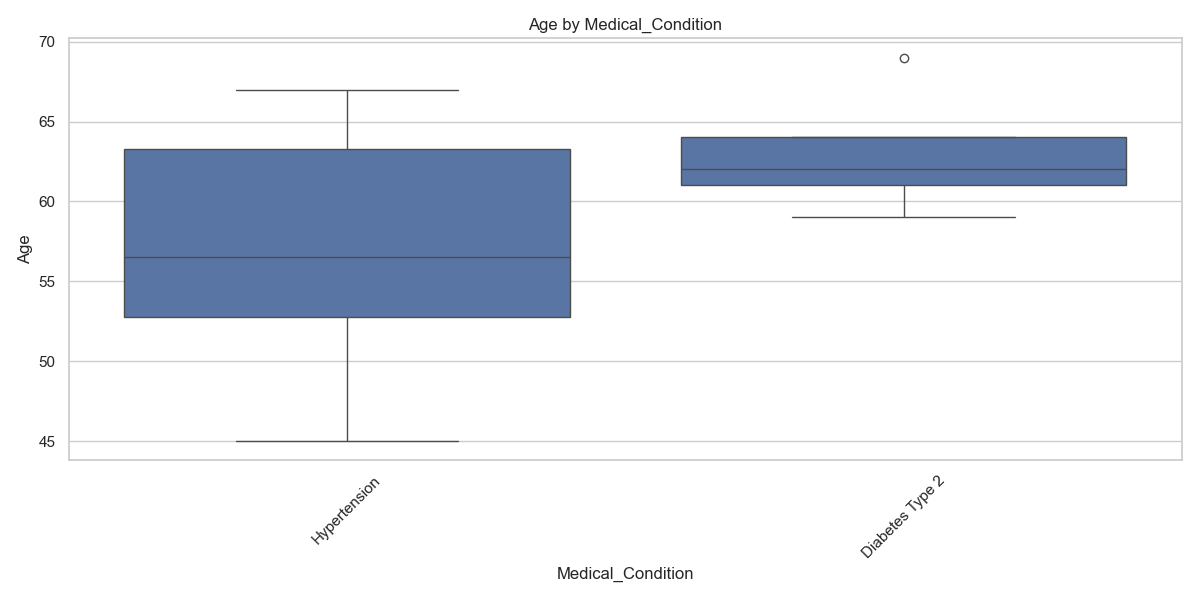 Age by Medical_Condition
70
65
60
55
50
45
Age
Hypertension
Diabetes Type 2
Medical_Condition